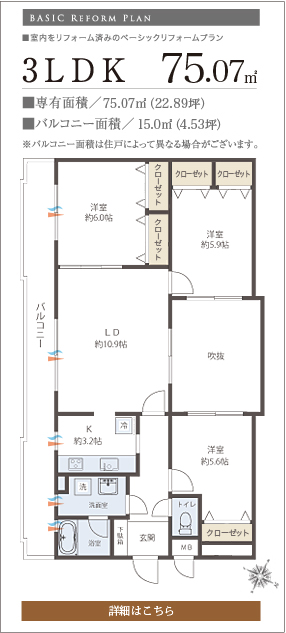 BASIC REFORM PLAN
■室内をリフォーム済みのベーシックリフォームプラン
3LDK 75.07㎡
■専有面積／75.07㎡(22.89坪)
■バルコニー面積／15.0㎡(4.53坪)
※バルコニー面積は住戸によって異なる場合がございます。
クローゼット
クローゼット
クローゼット
洋室
約6.0帖
クローゼット
洋室
約5.9帖
バルコニー
LD
約10.9帖
吹抜
K
約3.2帖
冷
洋室
約5.6帖
洗
洗面室
トイレ
浴室
下駄箱
玄関
クローゼット
MB
詳細はこちら